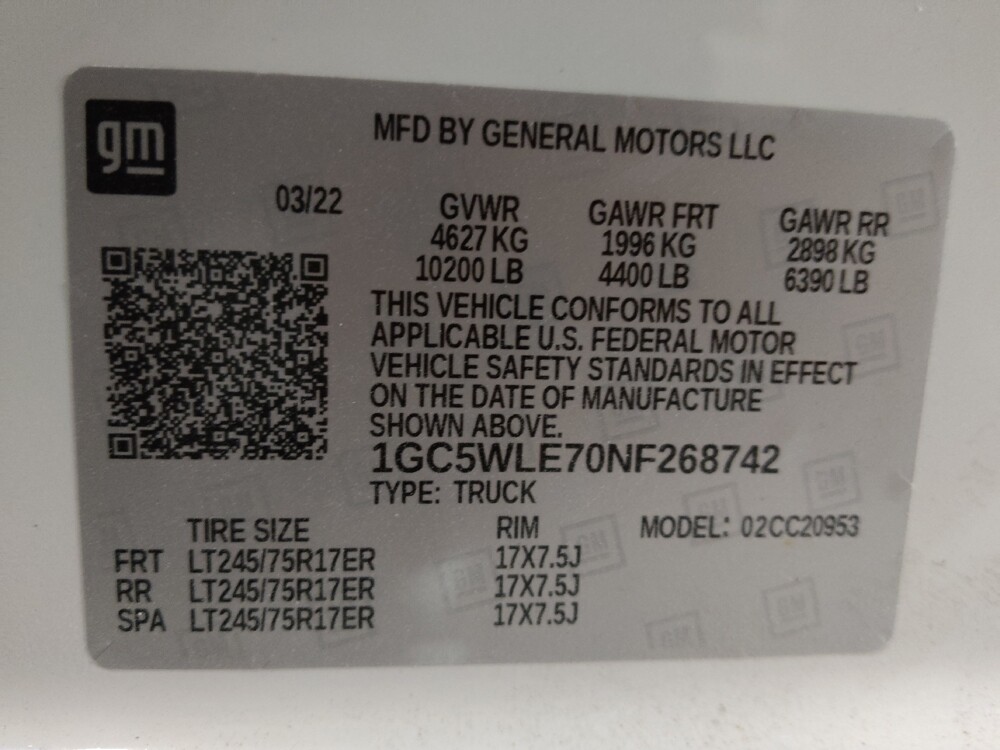 gm
MFD BY GENERAL MOTORS LLC
03/22
GVWR GAWR FRT GAWR RR
4627 KG 1996 KG 2898 KG
10200 LB 4400 LB 6390 LB
THIS VEHICLE CONFORMS TO ALL
APPLICABLE U.S. FEDERAL MOTOR
VEHICLE SAFETY STANDARDS IN EFFECT
ON THE DATE OF MANUFACTURE
SHOWN ABOVE.
1GC5WLE70NF268742
TYPE: TRUCK
TIRE SIZE RIM MODEL: 02CC20953
FRT LT245/75R17ER 17X7.5J
RR LT245/75R17ER 17X7.5J
SPA LT245/75R17ER 17X7.5J